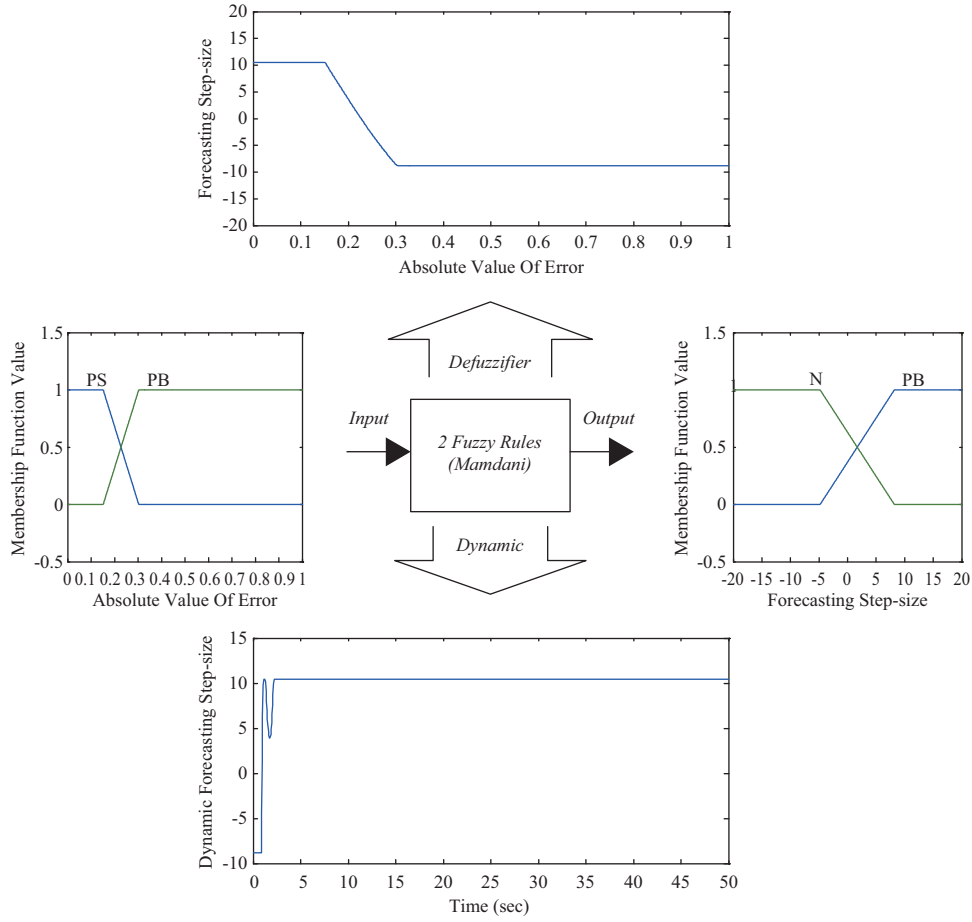 20
15
10
5
0
-5
-10
-15
-20
Forecasting Step-size
0 0.1 0.2 0.3 0.4 0.5 0.6 0.7 0.8 0.9 1
Absolute Value Of Error
1.5
1
0.5
0
-0.5
Membership Function Value
PS PB
0 0.1 0.2 0.3 0.4 0.5 0.6 0.7 0.8 0.9 1
Absolute Value Of Error
Defuzzifier
Input
2 Fuzzy Rules
(Mamdani)
Output
Dynamic
1.5
1
0.5
0
-0.5
Membership Function Value
N PB
-20 -15 -10 -5 0 5 10 15 20
Forecasting Step-size
15
10
5
0
-5
-10
Dynamic Forecasting Step-size
0 5 10 15 20 25 30 35 40 45 50
Time (sec)